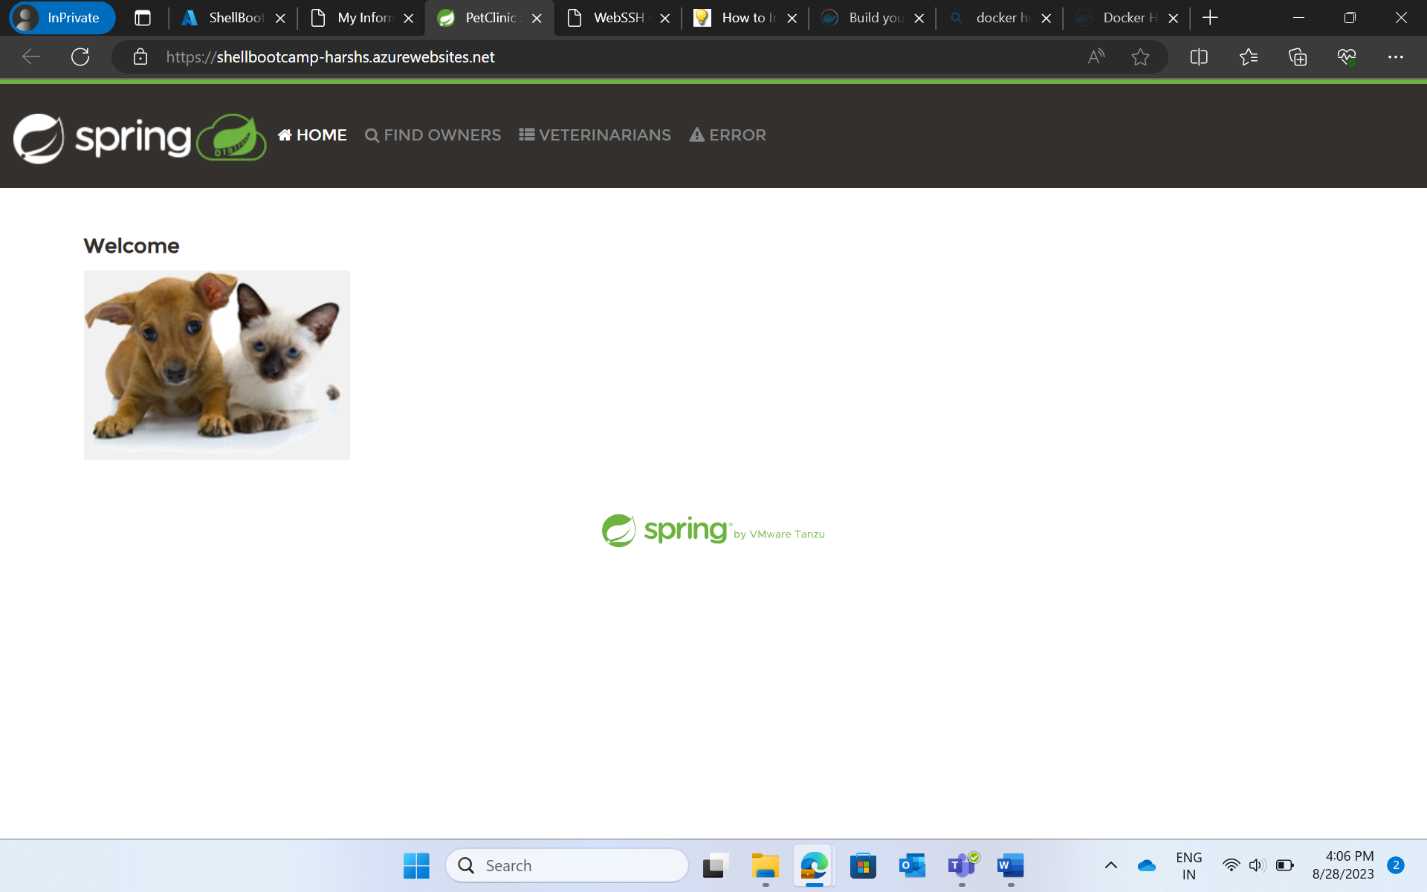 InPrivate
ShellBoot
My Inforn
PetClinic
WebSSH
How to I
Build you
docker h
Docker H
https://shellbootcamp-harshs.azurewebsites.net
spring
HOME
FIND OWNERS
VETERINARIANS
ERROR
Welcome
spring by VMware Tanzu
Search
ENG
IN
4:06 PM
8/28/2023
2